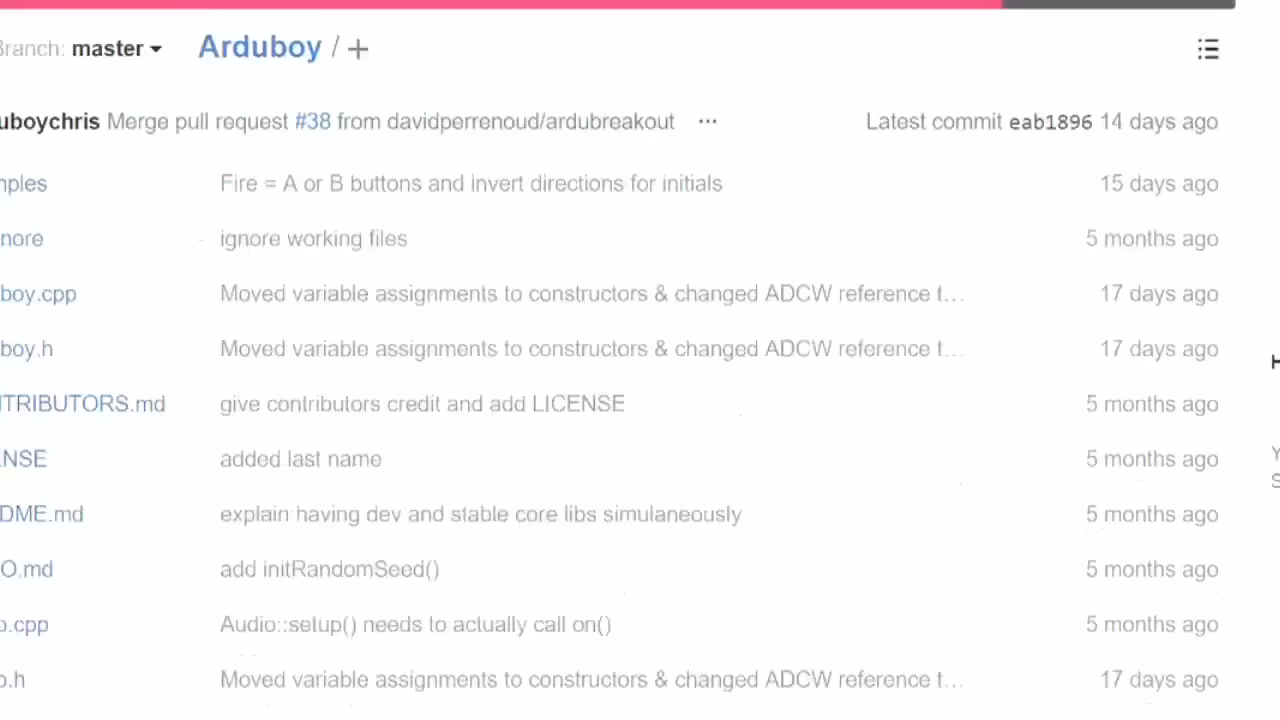 Branch: master Arduboy / +
uboychris Merge pull request #38 from davidperrenoud/ardubreakout ... Latest commit eab1896 14 days ago
mples Fire = A or B buttons and invert directions for initials 15 days ago
nore ignore working files 5 months ago
boy.cpp Moved variable assignments to constructors & changed ADCW reference t... 17 days ago
boy.h Moved variable assignments to constructors & changed ADCW reference t... 17 days ago
NTRIBUTORS.md give contributors credit and add LICENSE 5 months ago
ENSE added last name 5 months ago
DME.md explain having dev and stable core libs simulaneously 5 months ago
O.md add initRandomSeed() 5 months ago
o.cpp Audio::setup() needs to actually call on() 5 months ago
o.h Moved variable assignments to constructors & changed ADCW reference t... 17 days ago